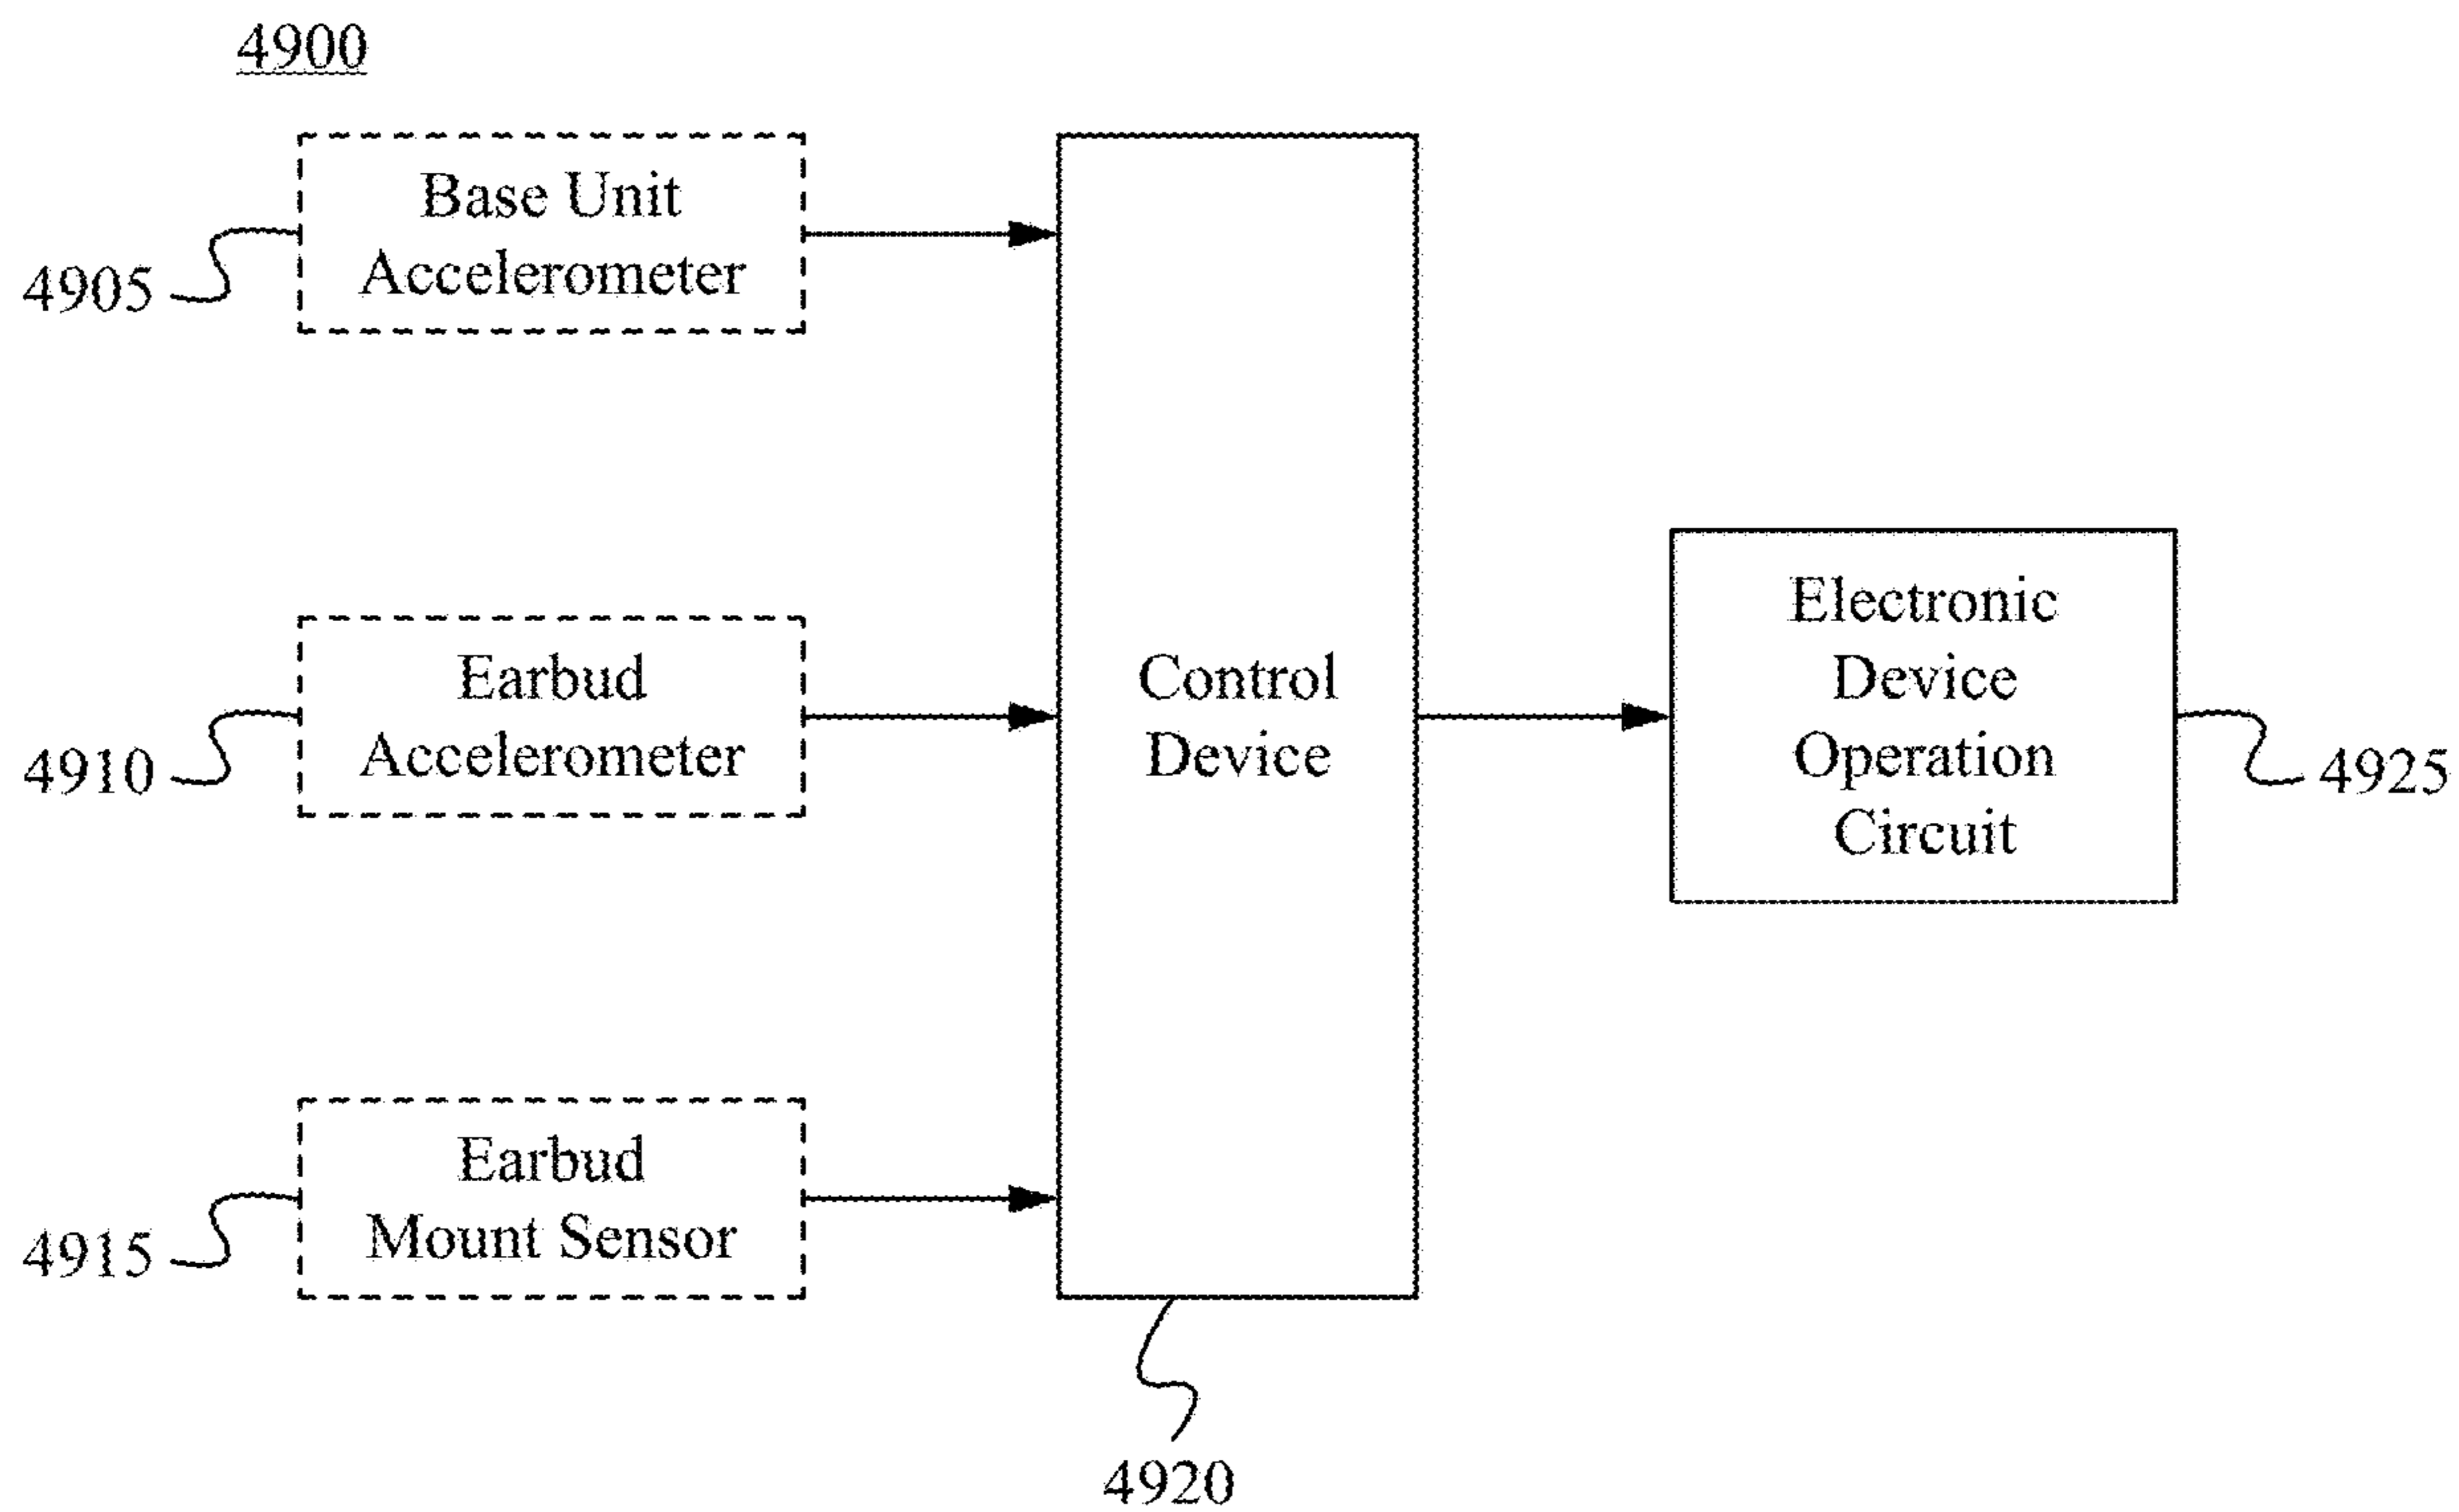 4900
Base Unit
Accelerometer
4905
Earbud
Accelerometer
4910
Earbud
Mount Sensor
4915
Control
Device
4920
Electronic
Device
Operation
Circuit
4925